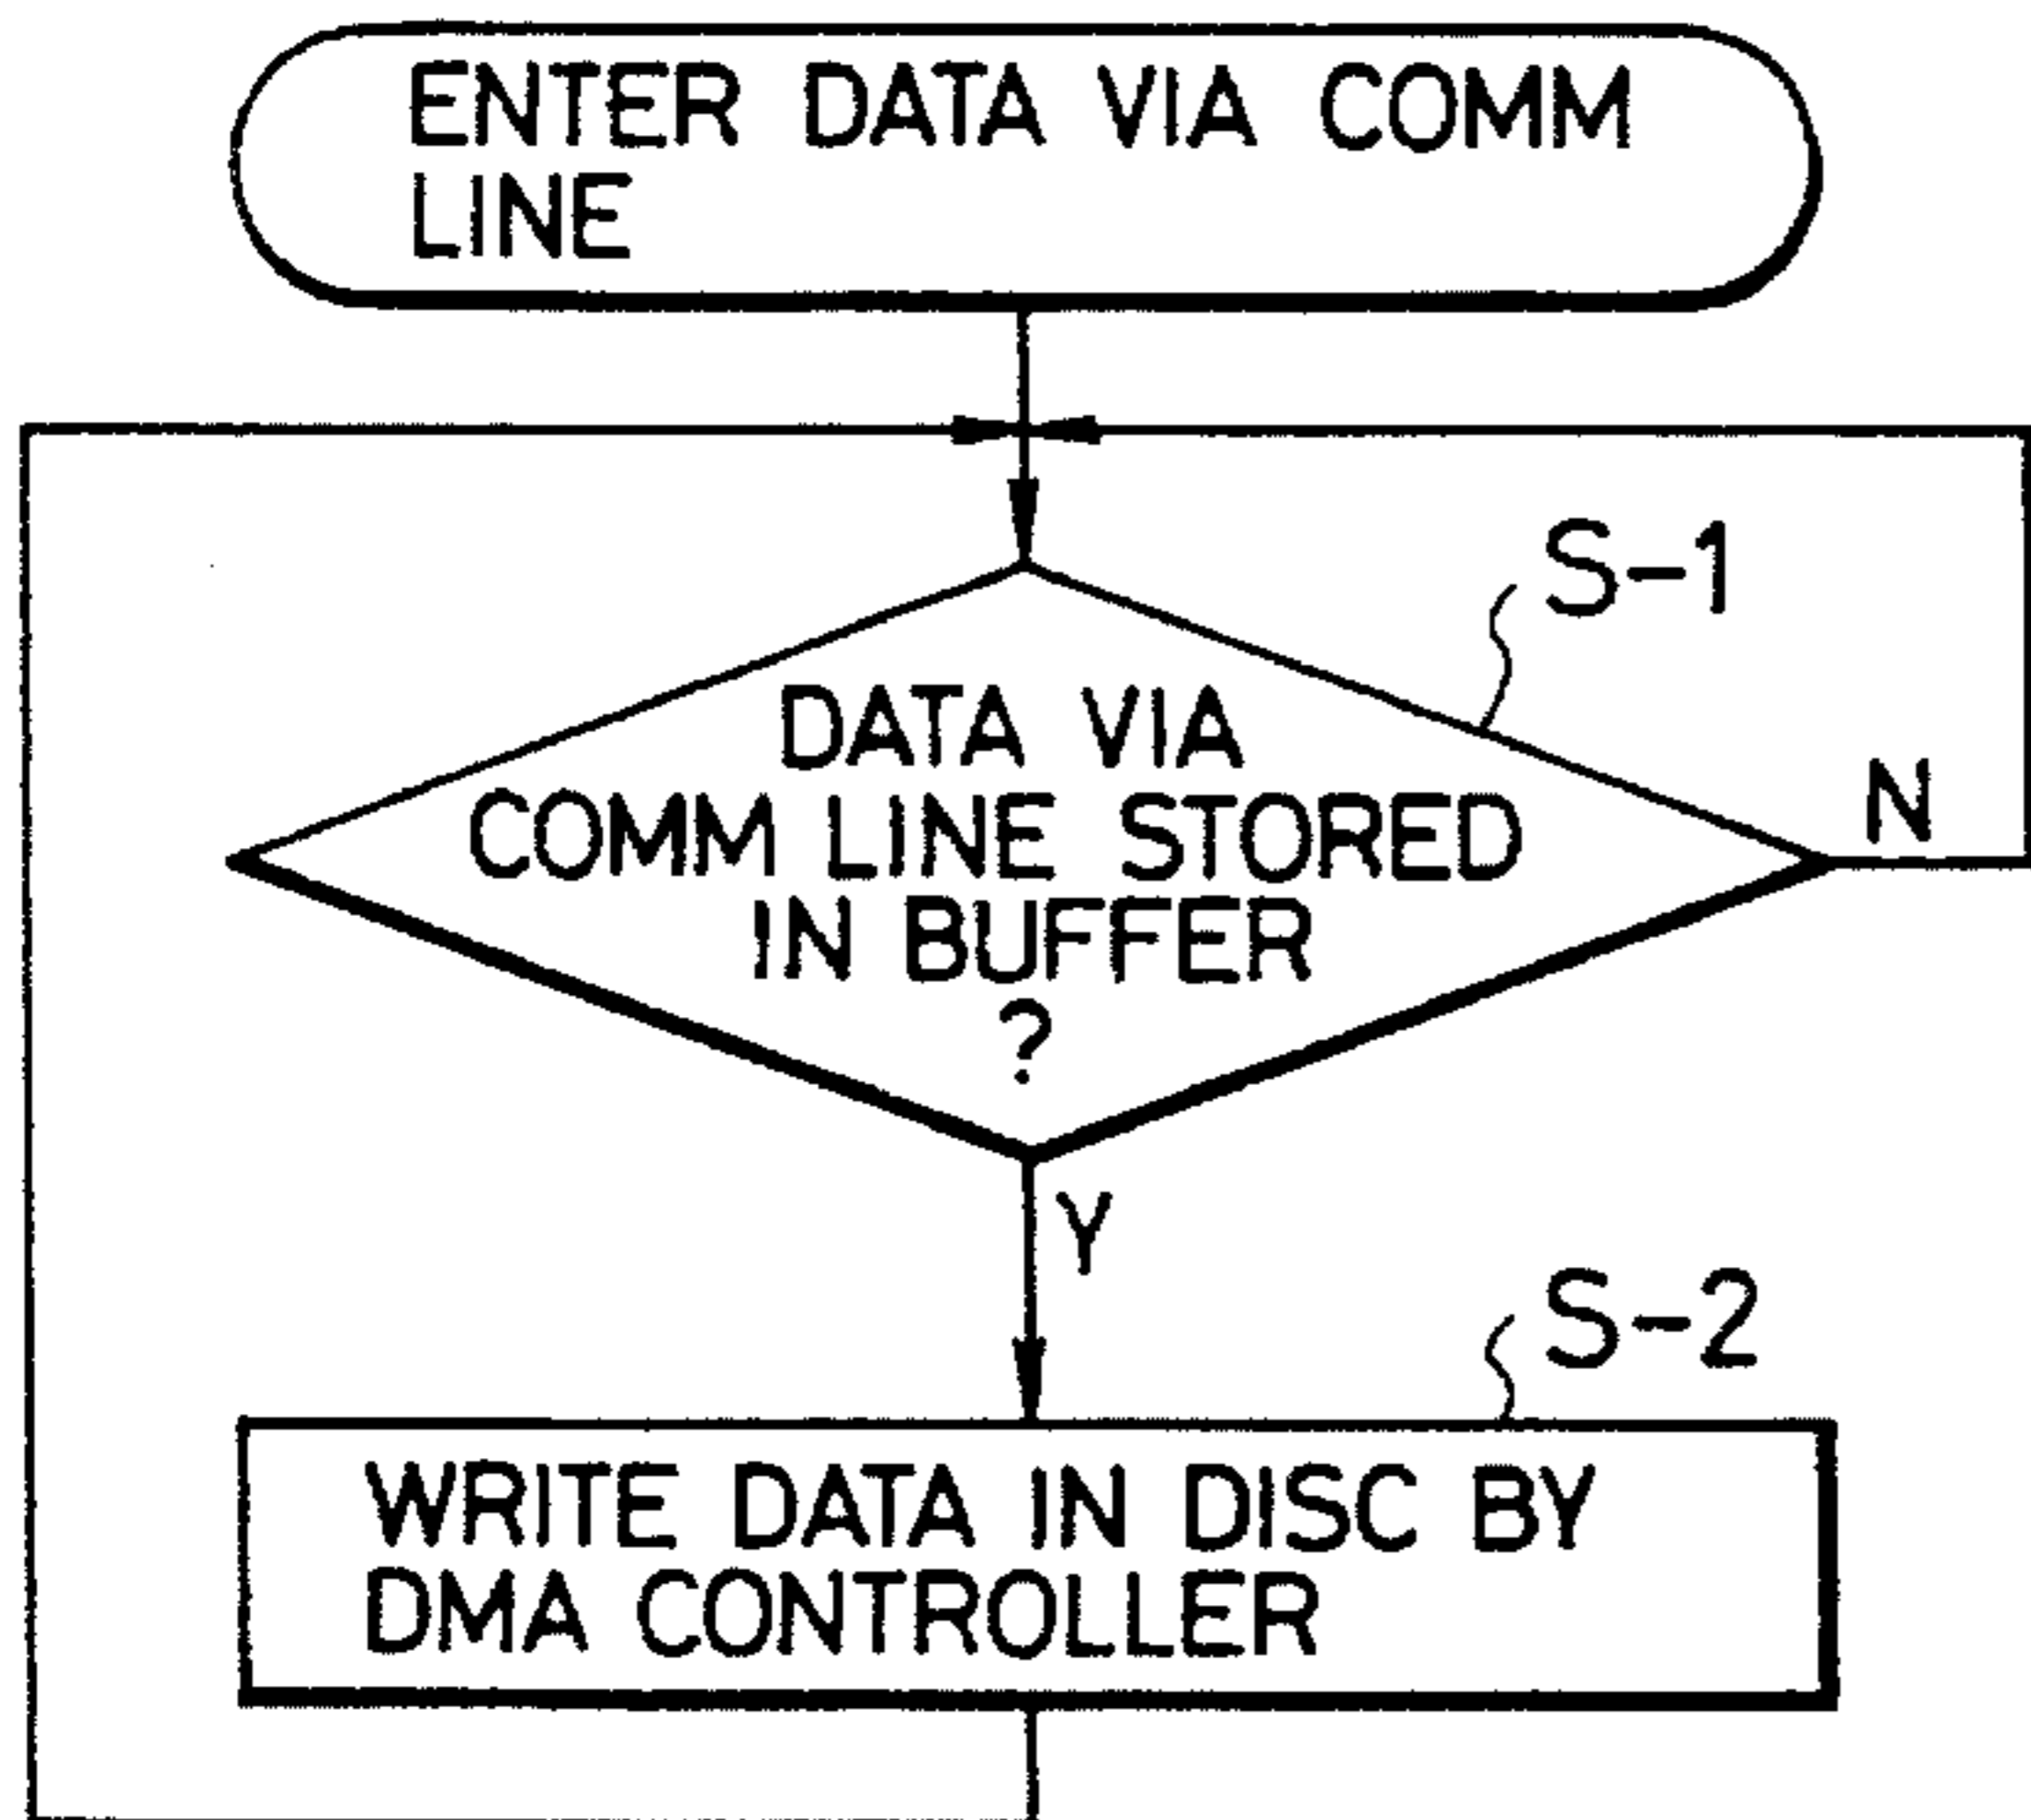 ENTER DATA VIA COMM
LINE
S-1
DATA VIA
COMM LINE STORED
IN BUFFER
?
N
Y
S-2
WRITE DATA IN DISC BY
DMA CONTROLLER